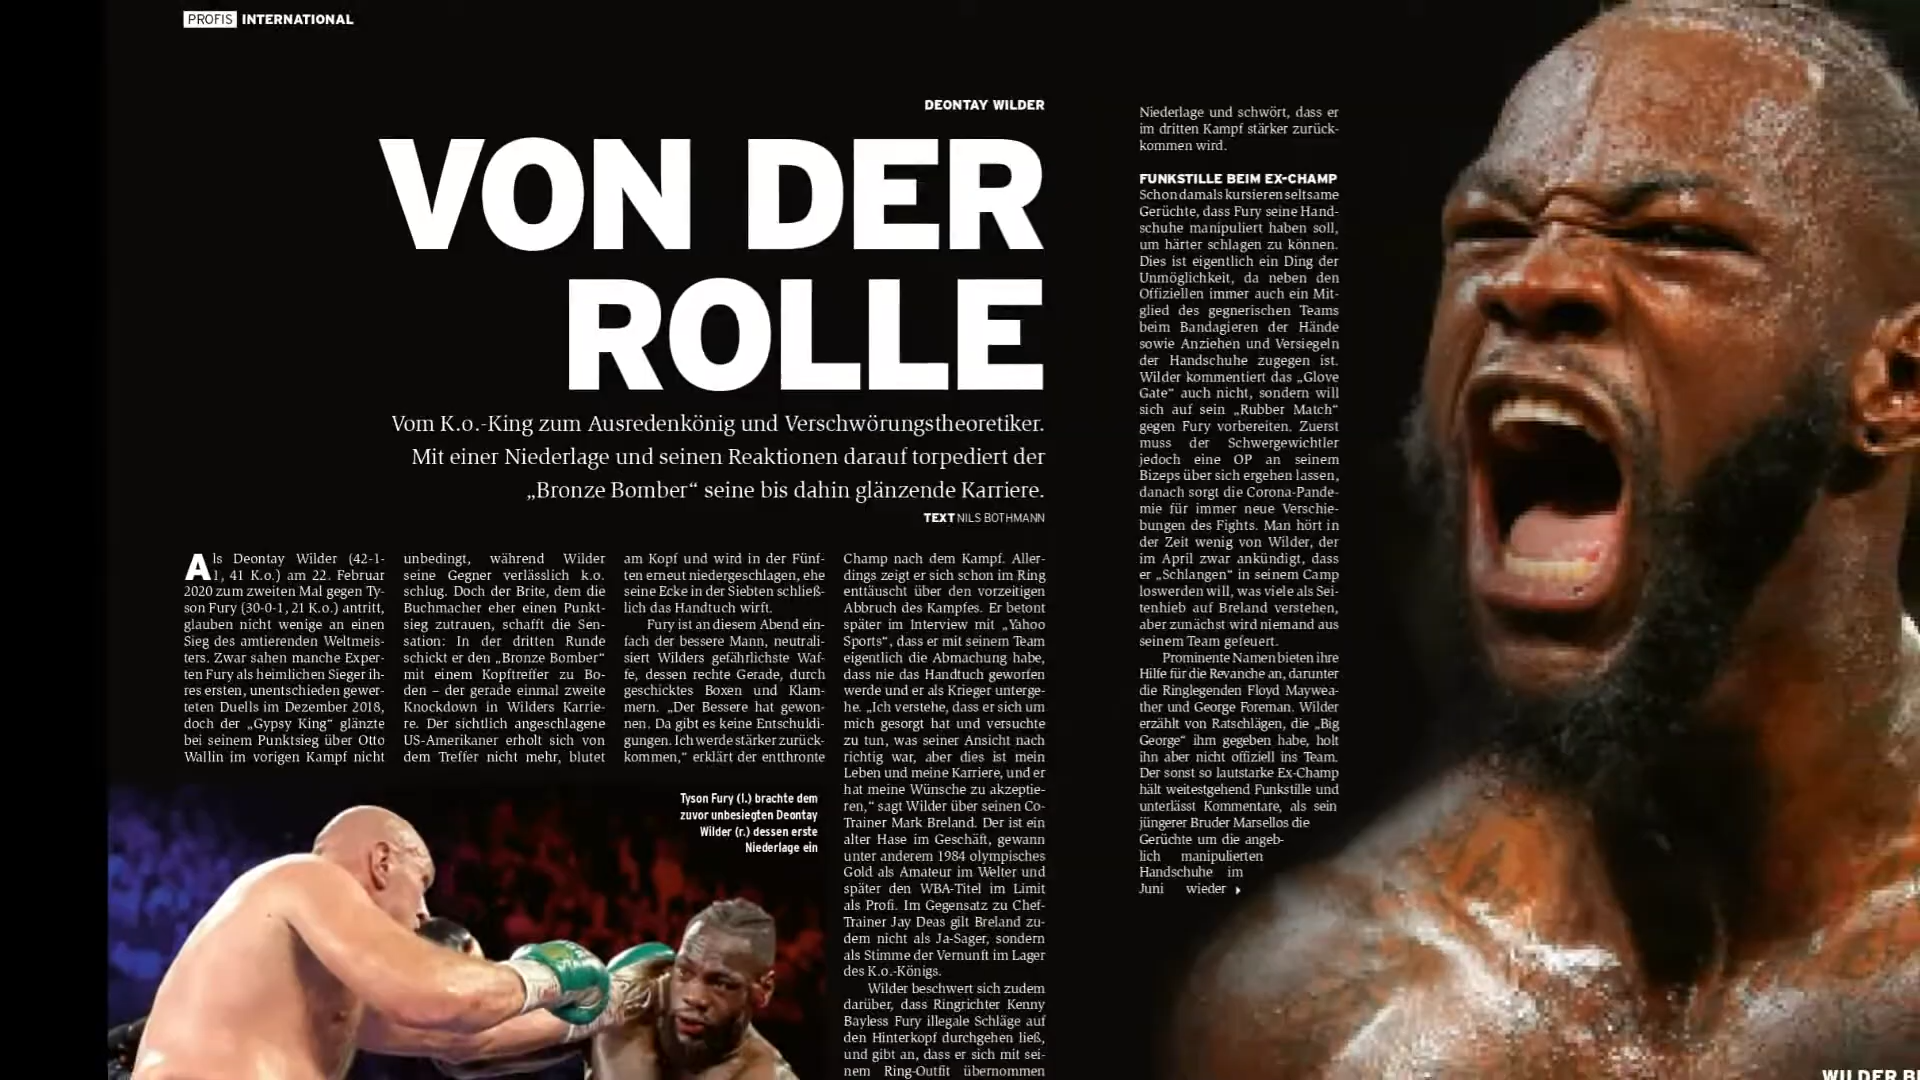 PROFIS INTERNATIONAL
DEONTAY WILDER
VON DER
ROLLE
Vom K.o.-King zum Ausredenkönig und Verschwörungstheoretiker.
Mit einer Niederlage und seinen Reaktionen darauf torpediert der
„Bronze Bomber“ seine bis dahin glänzende Karriere.
TEXT NILS BOTHMANN
Als Deontay Wilder (42-1-
1, 41 K.o.) am 22. Februar
2020 zum zweiten Mal gegen Ty-
son Fury (30-0-1, 21 K.o.) antritt,
glauben nicht wenige an einen
Sieg des amtierenden Weltmeis-
ters. Zwar sahen manche Exper-
ten Fury als heimlichen Sieger ih-
res ersten, unentschieden gewer-
teten Duells im Dezember 2018,
doch der „Gypsy King“ glänzte
bei seinem Punktsieg über Otto
Wallin im vorigen Kampf nicht
unbedingt, während Wilder
seine Gegner verlässlich k.o.
schlug. Doch der Brite, dem die
Buchmacher eher einen Punkt-
sieg zutrauen, schafft die Sen-
sation: In der dritten Runde
schickt er den „Bronze Bomber“
mit einem Kopftreffer zu Bo-
den – der gerade einmal zweite
Knockdown in Wilders Karrie-
re. Der sichtlich angeschlagene
US-Amerikaner erholt sich von
dem Treffer nicht mehr, blutet
am Kopf und wird in der Fünf-
ten erneut niedergeschlagen, ehe
seine Ecke in der Siebten schließ-
lich das Handtuch wirft.
Fury ist an diesem Abend ein-
fach der bessere Mann, neutrali-
siert Wilders gefährlichste Waf-
fe, dessen rechte Gerade, durch
geschicktes Boxen und Klam-
mern. „Der Bessere hat gewon-
nen. Da gibt es keine Entschuldi-
gungen. Ich werde stärker zurück-
kommen,“ erklärt der entthronte
Champ nach dem Kampf. Aller-
dings zeigt er sich schon im Ring
enttäuscht über den vorzeitigen
Abbruch des Kampfes. Er betont
später im Interview mit „Yahoo
Sports“, dass er mit seinem Team
eigentlich die Abmachung habe,
dass nie das Handtuch geworfen
werde und er als Krieger unterge-
he. „Ich verstehe, dass er sich um
mich gesorgt hat und versuchte
zu tun, was seiner Ansicht nach
richtig war, aber dies ist mein
Leben und meine Karriere, und er
hat meine Wünsche zu akzeptie-
ren,“ sagt Wilder über seinen Co-
Trainer Mark Breland. Der ist ein
alter Hase im Geschäft, gewann
unter anderem 1984 olympisches
Gold als Amateur im Welter und
später den WBA-Titel im Limit
als Profi. Im Gegensatz zu Chef-
Trainer Jay Deas gilt Breland zu-
dem nicht als Ja-Sager, sondern
als Stimme der Vernunft im Lager
des K.o.-Königs.
Wilder beschwert sich zudem
darüber, dass Ringrichter Kenny
Bayless Fury illegale Schläge auf
den Hinterkopf durchgehen ließ,
und gibt an, dass er sich mit sei-
nem Ring-Outfit übernommen
Tyson Fury (l.) brachte dem
zuvor unbesiegten Deontay
Wilder (r.) dessen erste
Niederlage ein
Niederlage und schwört, dass er
im dritten Kampf stärker zurück-
kommen wird.
FUNKSTILLE BEIM EX-CHAMP
Schon damals kursieren seltsame
Gerüchte, dass Fury seine Hand-
schuhe manipuliert haben soll,
um härter schlagen zu können.
Dies ist eigentlich ein Ding der
Unmöglichkeit, da neben den
Offiziellen immer auch ein Mit-
glied des gegnerischen Teams
beim Bandagieren der Hände
sowie Anziehen und Versiegeln
der Handschuhe zugegen ist.
Wilder kommentiert das „Glove
Gate“ auch nicht, sondern will
sich auf sein „Rubber Match“
gegen Fury vorbereiten. Zuerst
muss der Schwergewichtler
jedoch eine OP an seinem
Bizeps über sich ergehen lassen,
danach sorgt die Corona-Pande-
mie für immer neue Verschie-
bungen des Fights. Man hört in
der Zeit wenig von Wilder, der
im April zwar ankündigt, dass
er „Schlangen“ in seinem Camp
loswerden will, was viele als Sei-
tenhieb auf Breland verstehen,
aber zunächst wird niemand aus
seinem Team gefeuert.
Prominente Namen bieten ihre
Hilfe für die Revanche an, darunter
die Ringlegenden Floyd Maywea-
ther und George Foreman. Wilder
erzählt von Ratschlägen, die „Big
George“ ihm gegeben habe, holt
ihn aber nicht offiziell ins Team.
Der sonst so lautstarke Ex-Champ
hält weitestgehend Funkstille und
unterlässt Kommentare, als sein
jüngerer Bruder Marsellos die
Gerüchte um die angeb-
lich manipulierten
Handschuhe im
Juni wieder
WILDER